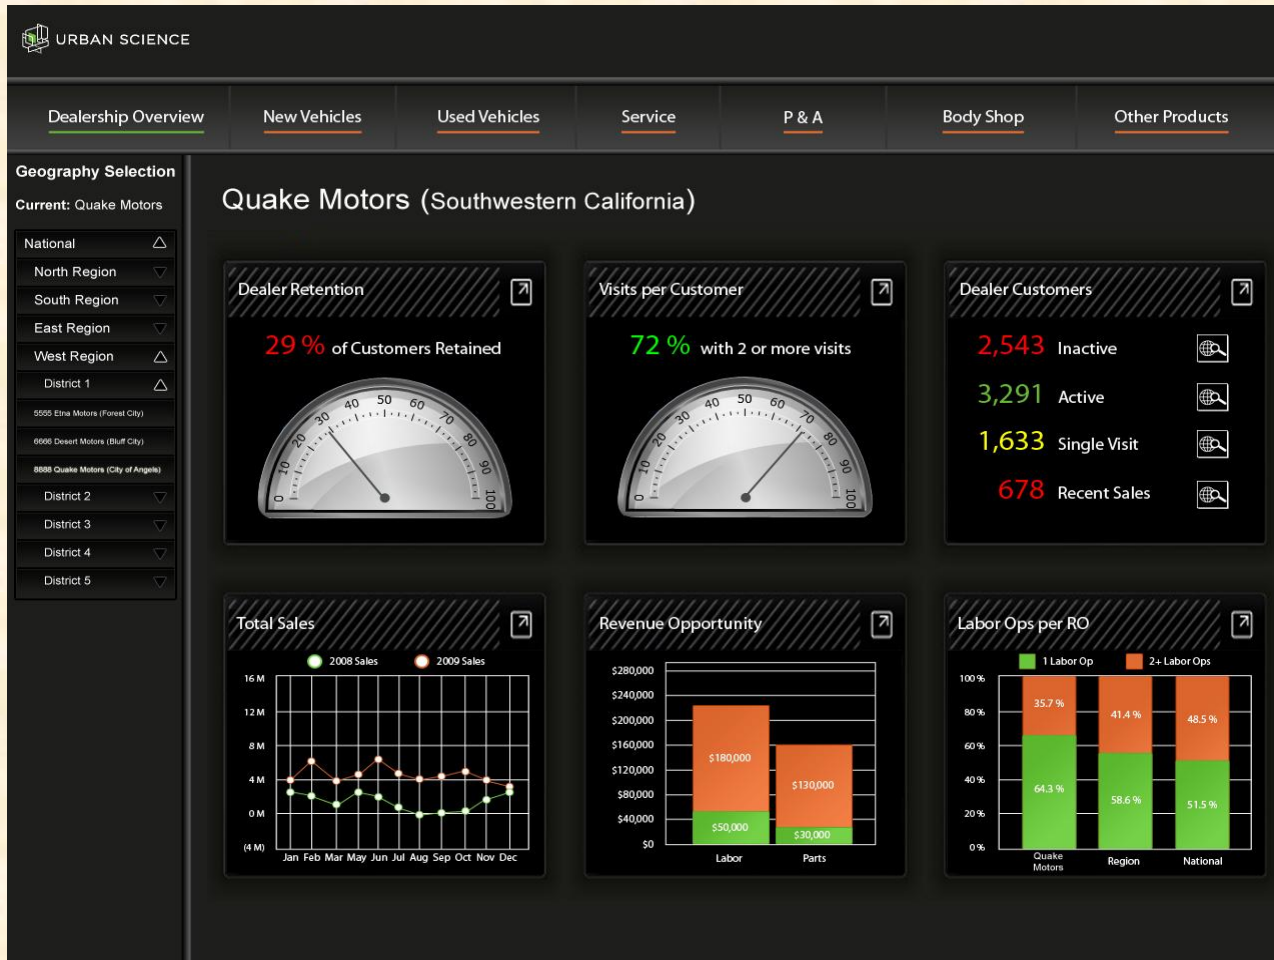 URBAN SCIENCE
Dealership Overview
New Vehicles
Used Vehicles
Service
P & A
Body Shop
Other Products
Geography Selection
Current: Quake Motors
National
North Region
South Region
East Region
West Region
District 1
5555 Etna Motors (Forest City)
6666 Desert Motors (Bluff City)
8888 Quake Motors (City of Angels)
District 2
District 3
District 4
District 5
Quake Motors (Southwestern California)
Dealer Retention
29 % of Customers Retained
0 10 20 30 40 50 60 70 80 90 100
Visits per Customer
72 % with 2 or more visits
0 10 20 30 40 50 60 70 80 90 100
Dealer Customers
2,543 Inactive
3,291 Active
1,633 Single Visit
678 Recent Sales
Total Sales
2008 Sales 2009 Sales
16 M
12 M
8 M
4 M
0 M
(4 M)
Jan Feb Mar May Jun Jul Aug Sep Oct Nov Dec
Revenue Opportunity
$280,000
$240,000
$200,000
$160,000
$120,000
$80,000
$40,000
$0
$180,000
$130,000
$50,000
$30,000
Labor Parts
Labor Ops per RO
1 Labor Op 2+ Labor Ops
100 %
80 %
60 %
40 %
20 %
0 %
35.7 %
41.4 %
48.5 %
64.3 %
58.6 %
51.5 %
Quake
Motors
Region
National